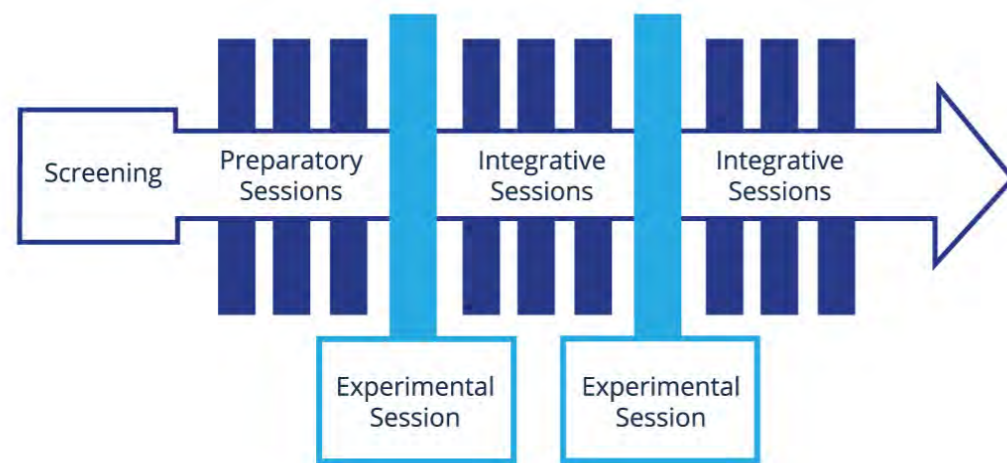 Screening
Preparatory
Sessions
Integrative
Sessions
Integrative
Sessions
Experimental
Session
Experimental
Session